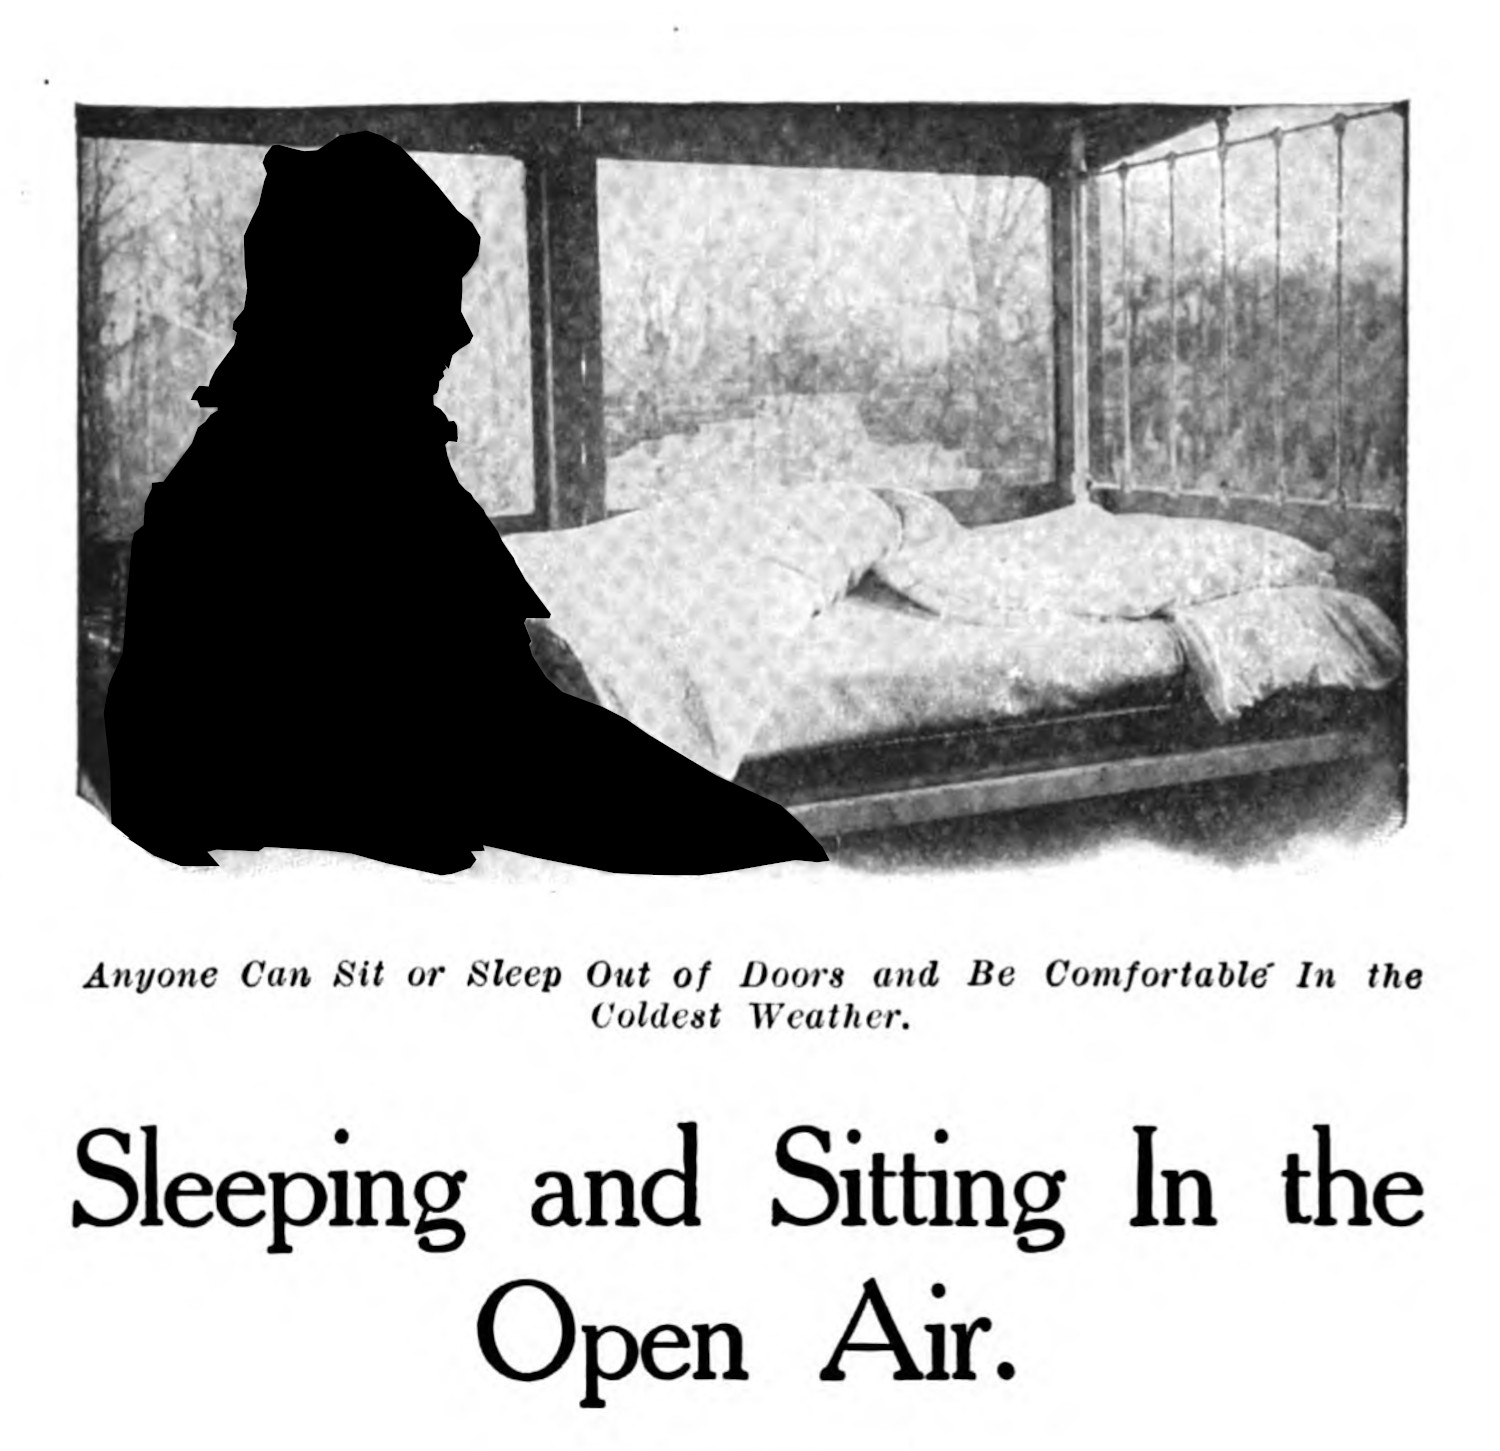 Anyone Can Sit or Sleep Out of Doors and Be Comfortable In the
Coldest Weather.
Sleeping and Sitting In the
Open Air.